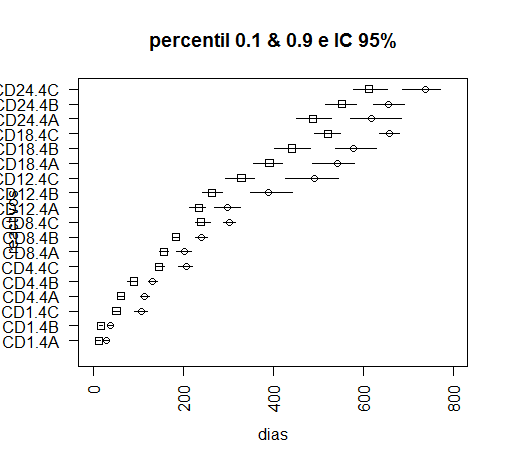 percentil 0.1 & 0.9 e IC 95%
CD24.4C
CD24.4B
CD24.4A
CD18.4C
CD18.4B
CD18.4A
CD12.4C
CD12.4B
CD12.4A
CD8.4C
CD8.4B
CD8.4A
CD4.4C
CD4.4B
CD4.4A
CD1.4C
CD1.4B
CD1.4A
0
200
400
600
800
dias